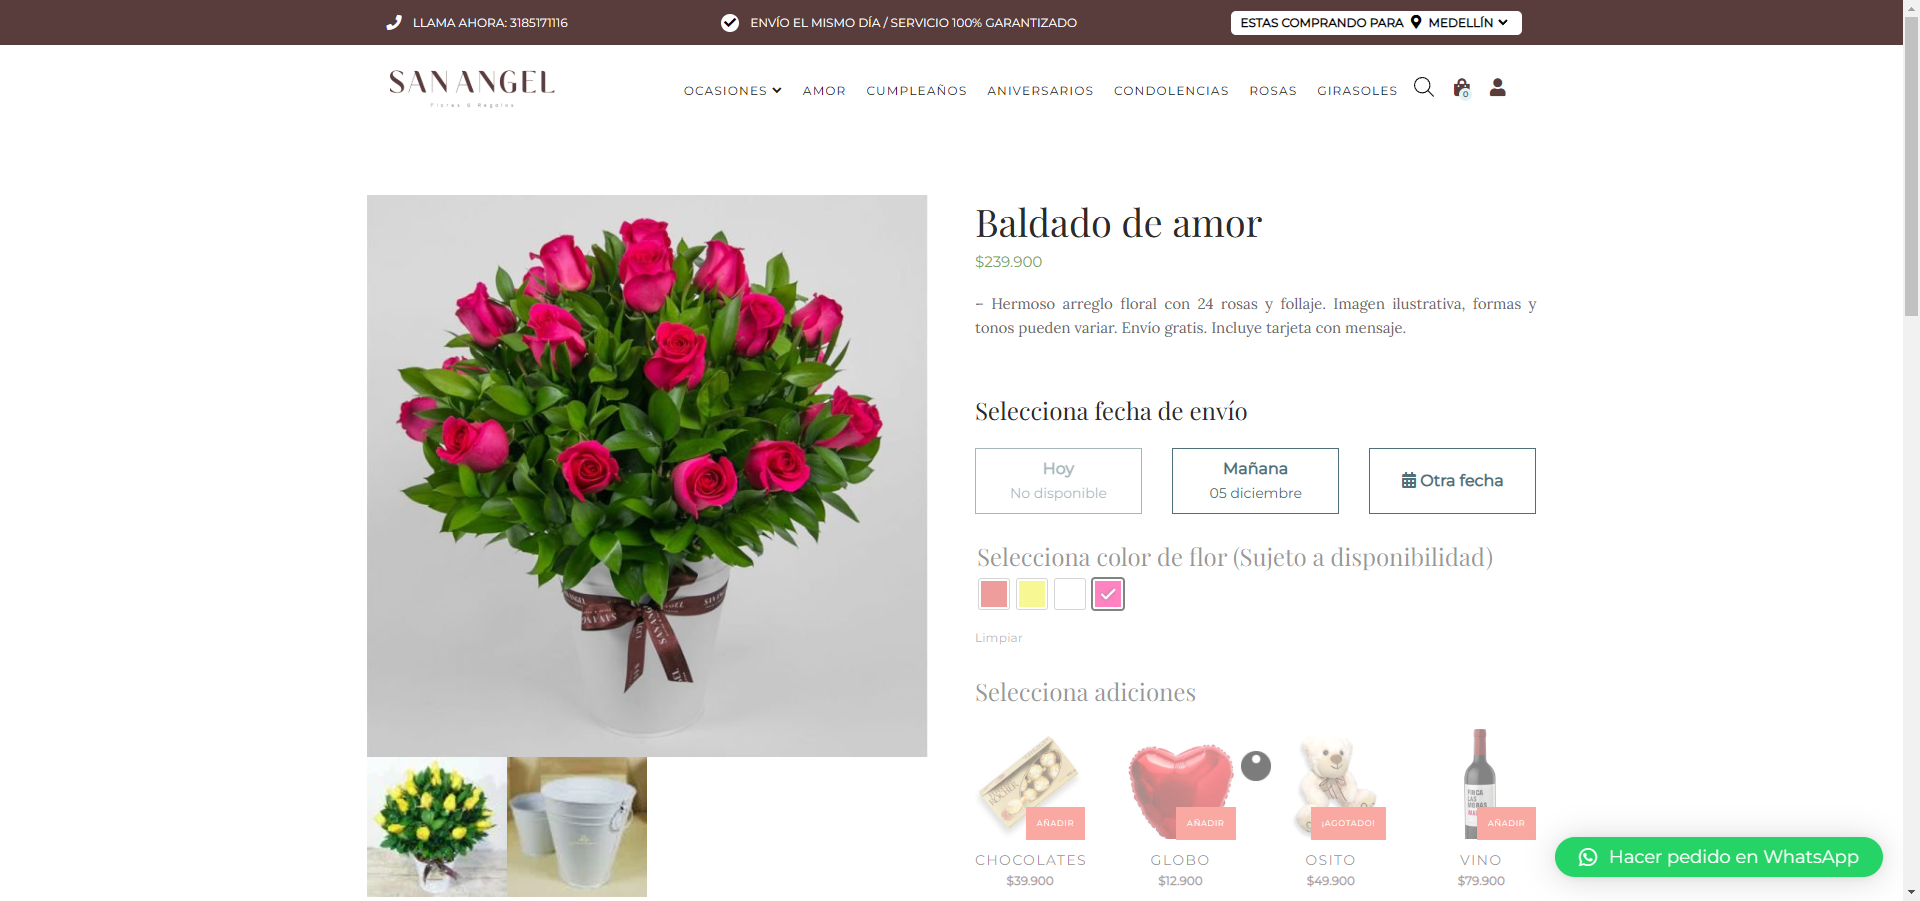 LLAMA AHORA: 3185171116
ENVÍO EL MISMO DÍA / SERVICIO 100% GARANTIZADO
ESTAS COMPRANDO PARA MEDELLÍN
SAN ANGEL
Flores & Regalos
OCASIONES AMOR CUMPLEAÑOS ANIVERSARIOS CONDOLENCIAS ROSAS GIRASOLES
0
Baldado de amor
$239.900
– Hermoso arreglo floral con 24 rosas y follaje. Imagen ilustrativa, formas y
tonos pueden variar. Envío gratis. Incluye tarjeta con mensaje.
Selecciona fecha de envío
Hoy
No disponible
Mañana
05 diciembre
Otra fecha
Selecciona color de flor (Sujeto a disponibilidad)
Limpiar
Selecciona adiciones
AÑADIR
AÑADIR
¡AGOTADO!
FINCA
LAS
MORAS
AÑADIR
CHOCOLATES
$39.900
GLOBO
$12.900
OSITO
$49.900
VINO
$79.900
Hacer pedido en WhatsApp